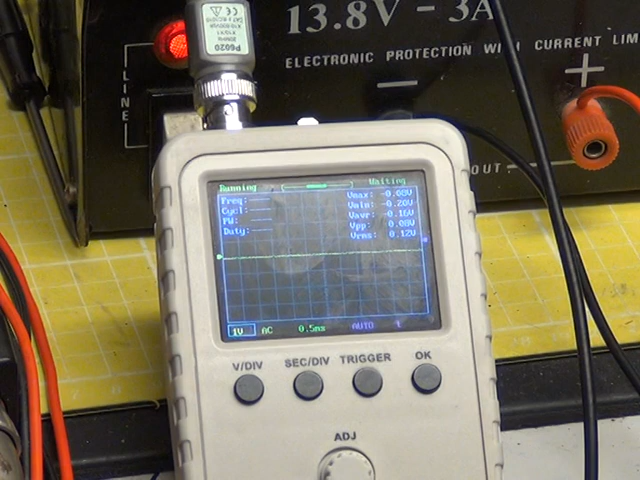 13.8V - 3A
ELECTRONIC PROTECTION WITH CURRENT LIM
LINE
+
−
OUT.
P6020
Running
Waiting
Freq:
Cycl:
PW:
Duty:
Vmax: -0.08V
Vmin: -0.20V
Vavr: -0.16V
Vpp: 0.08V
Vrms: 0.12V
1V
AC
0.5ms
AUTO
V/DIV
SEC/DIV
TRIGGER
OK
ADJ